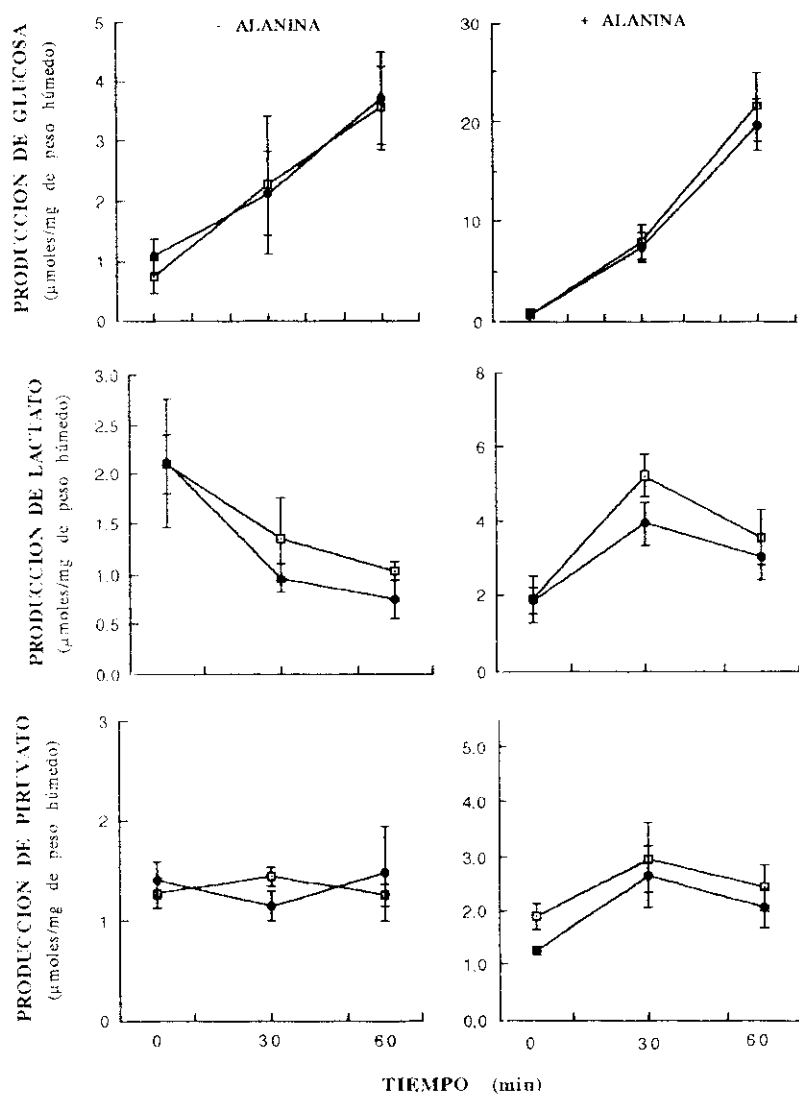 - ALANINA
+ ALANINA
PRODUCCION DE GLUCOSA
(μmoles/mg de peso húmedo)
5
4
3
2
1
0
30
20
10
0
PRODUCCION DE LACTATO
(μmoles/mg de peso húmedo)
3.0
2.5
2.0
1.5
1.0
0.5
0.0
8
6
4
2
0
PRODUCCION DE PIRUVATO
(μmoles/mg de peso húmedo)
3
2
1
0
5.0
4.0
3.0
2.0
1.0
0.0
0 30 60
0 30 60
TIEMPO (min)